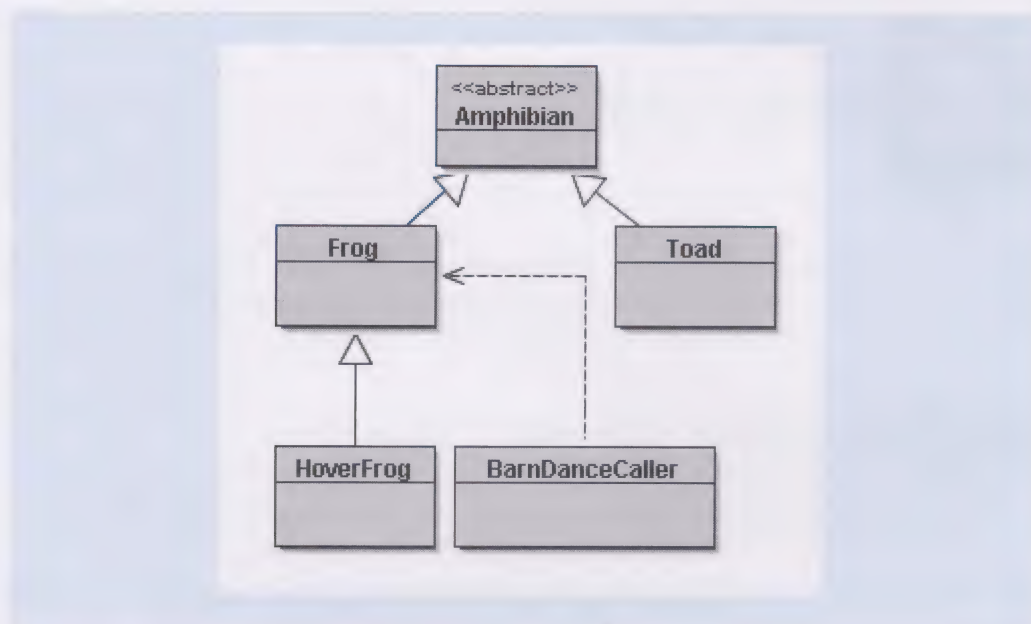 <<abstract>>
Amphibian
Frog
Toad
HoverFrog
BarnDanceCaller